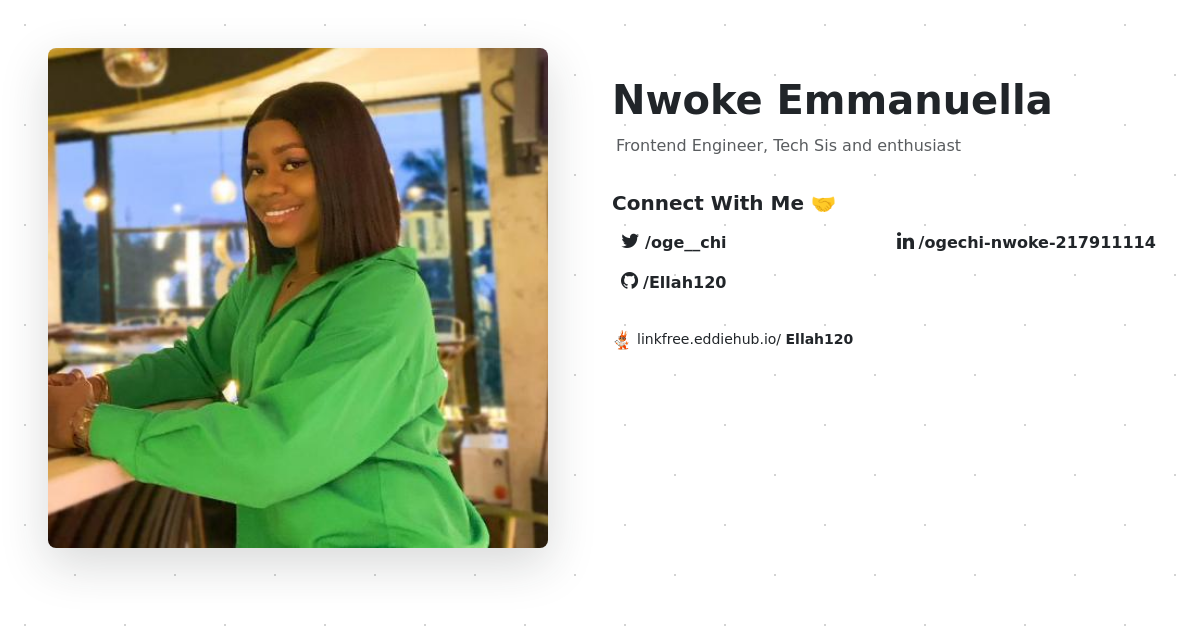 Nwoke Emmanuella
Frontend Engineer, Tech Sis and enthusiast
Connect With Me 🤝
/oge__chi
/ogechi-nwoke-217911114
/Ellah120
linkfree.eddiehub.io/ Ellah120